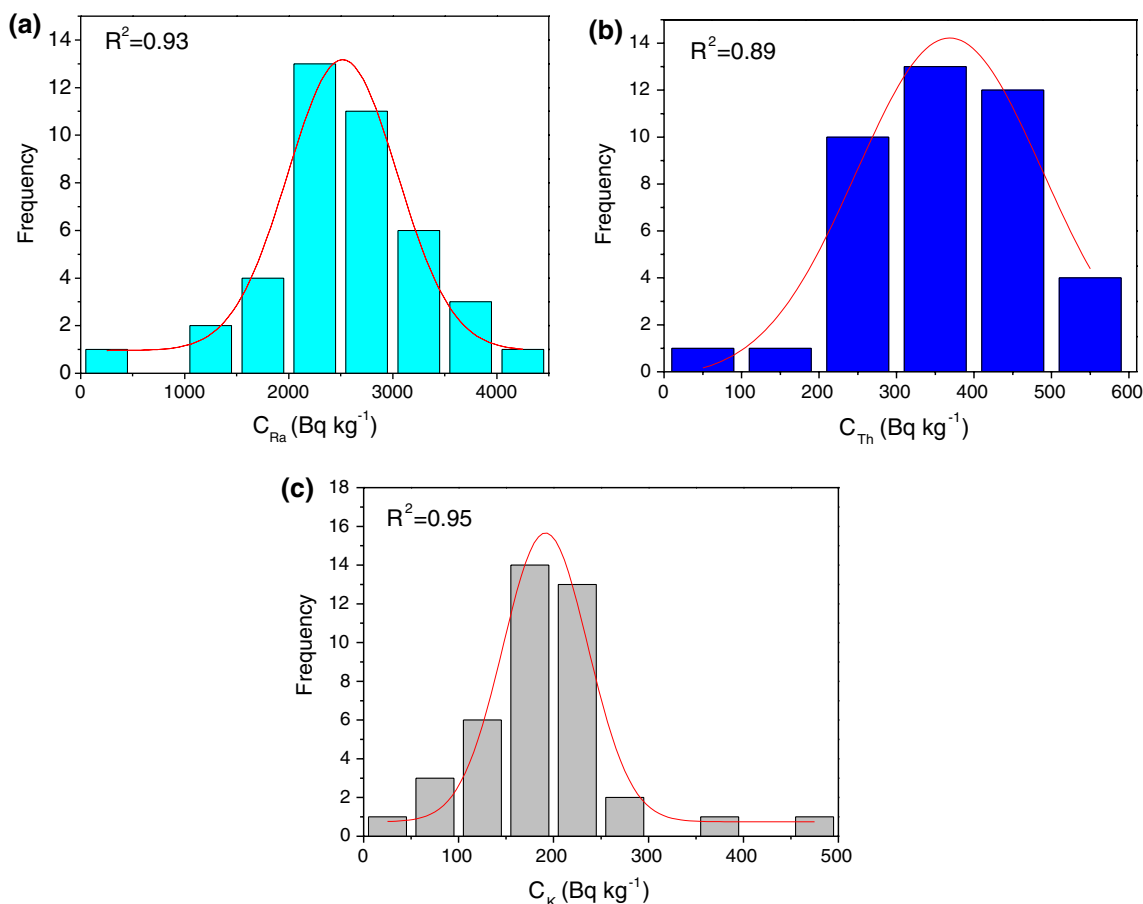 (a)
R²=0.93
Frequency
14
12
10
8
6
4
2
0
0 1000 2000 3000 4000
C_Ra (Bq kg⁻¹)
(b)
R²=0.89
Frequency
14
12
10
8
6
4
2
0
0 100 200 300 400 500 600
C_Th (Bq kg⁻¹)
(c)
R²=0.95
Frequency
18
16
14
12
10
8
6
4
2
0
0 100 200 300 400 500
C_K (Bq kg⁻¹)